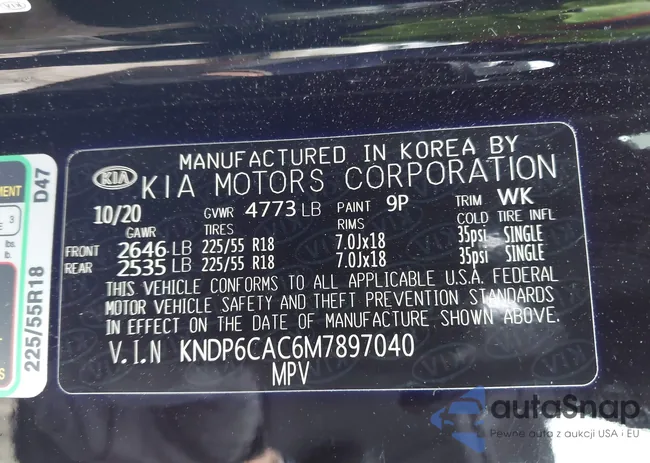 MANUFACTURED IN KOREA BY
KIA KIA MOTORS CORPORATION
10/20 GVWR 4773 LB PAINT 9P TRIM WK
GAWR TIRES RIMS COLD TIRE INFL
FRONT 2646 LB 225/55 R18 7.0Jx18 35psi SINGLE
REAR 2535 LB 225/55 R18 7.0Jx18 35psi SINGLE
THIS VEHICLE CONFORMS TO ALL APPLICABLE U.S.A. FEDERAL
MOTOR VEHICLE SAFETY AND THEFT PREVENTION STANDARDS
IN EFFECT ON THE DATE OF MANUFACTURE SHOWN ABOVE.
V.I.N KNDP6CAC6M7897040
MPV
D47
225/55R18
3
lbs.
autoSnap
Pewne auta z aukcji USA i EU